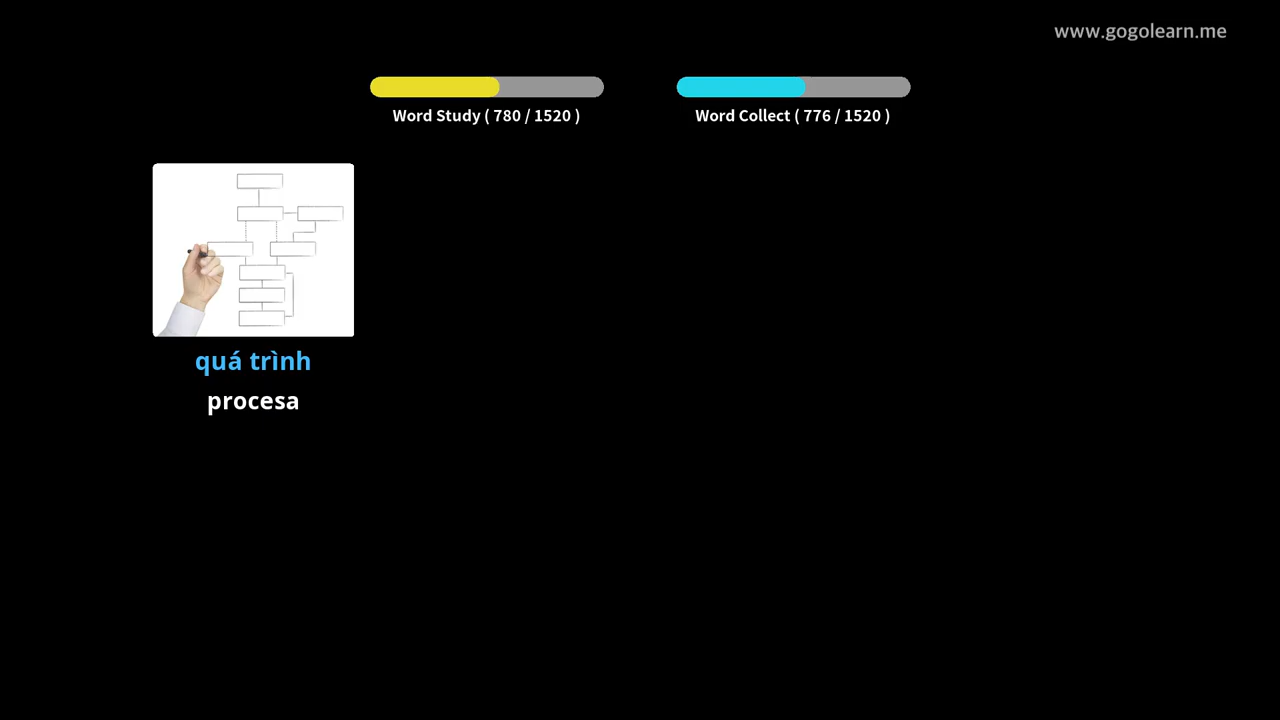 www.gogolearn.me
Word Study ( 780 / 1520 )
Word Collect ( 776 / 1520 )
quá trình
procesa